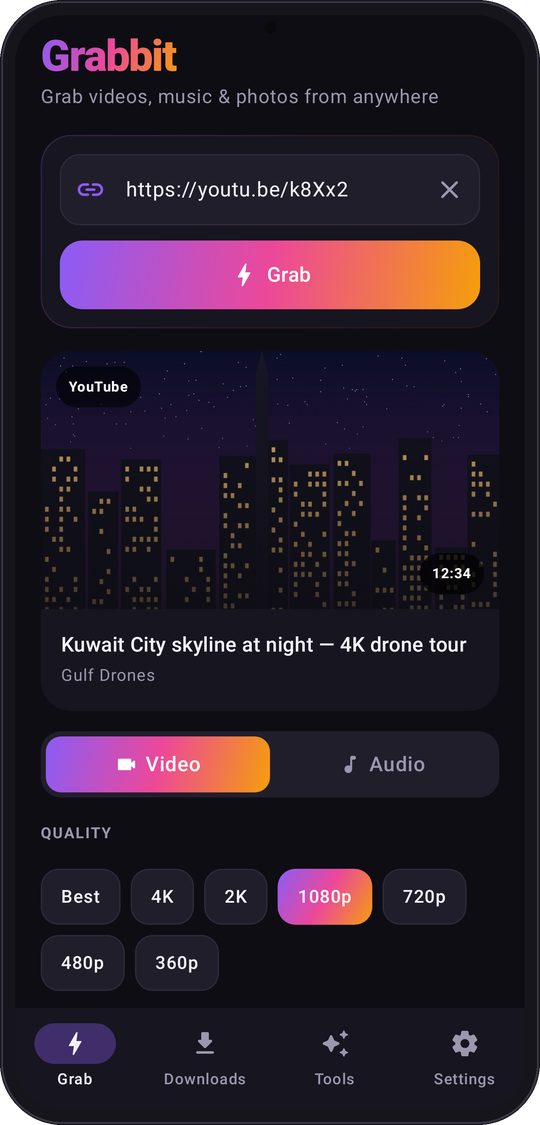 Grabbit
Grab videos, music & photos from anywhere
https://youtu.be/k8Xx2
Grab
YouTube
12:34
Kuwait City skyline at night — 4K drone tour
Gulf Drones
Video Audio
QUALITY
Best 4K 2K 1080p 720p
480p 360p
Grab Downloads Tools Settings